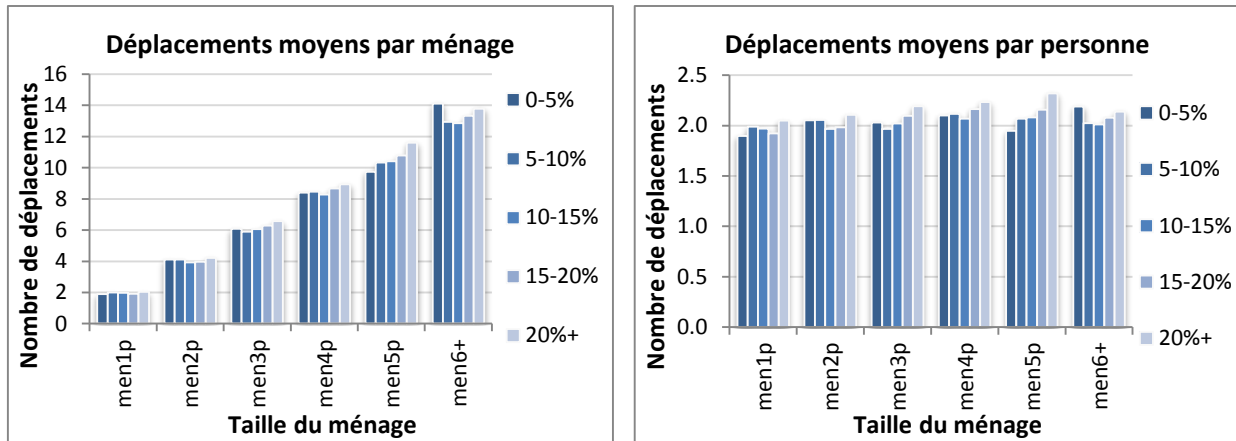 Déplacements moyens par ménage
Nombre de déplacements
16
14
12
10
8
6
4
2
0
men1p
men2p
men3p
men4p
men5p
men6+
Taille du ménage
0-5%
5-10%
10-15%
15-20%
20%+
Déplacements moyens par personne
Nombre de déplacements
2.5
2.0
1.5
1.0
0.5
0.0
men1p
men2p
men3p
men4p
men5p
men6+
Taille du ménage
0-5%
5-10%
10-15%
15-20%
20%+